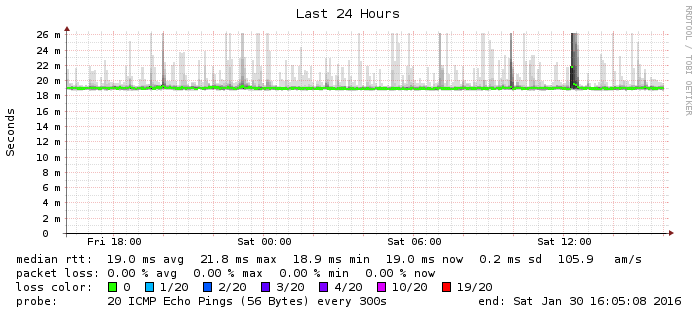 Last 24 Hours
RRDTOOL / TOBI OETIKER
Seconds
26 m
24 m
22 m
20 m
18 m
16 m
14 m
12 m
10 m
8 m
6 m
4 m
2 m
0
Fri 18:00 Sat 00:00 Sat 06:00 Sat 12:00
median rtt: 19.0 ms avg 21.8 ms max 18.9 ms min 19.0 ms now 0.2 ms sd 105.9 am/s
packet loss: 0.00 % avg 0.00 % max 0.00 % min 0.00 % now
loss color: 0 1/20 2/20 3/20 4/20 10/20 19/20
probe: 20 ICMP Echo Pings (56 Bytes) every 300s end: Sat Jan 30 16:05:08 2016